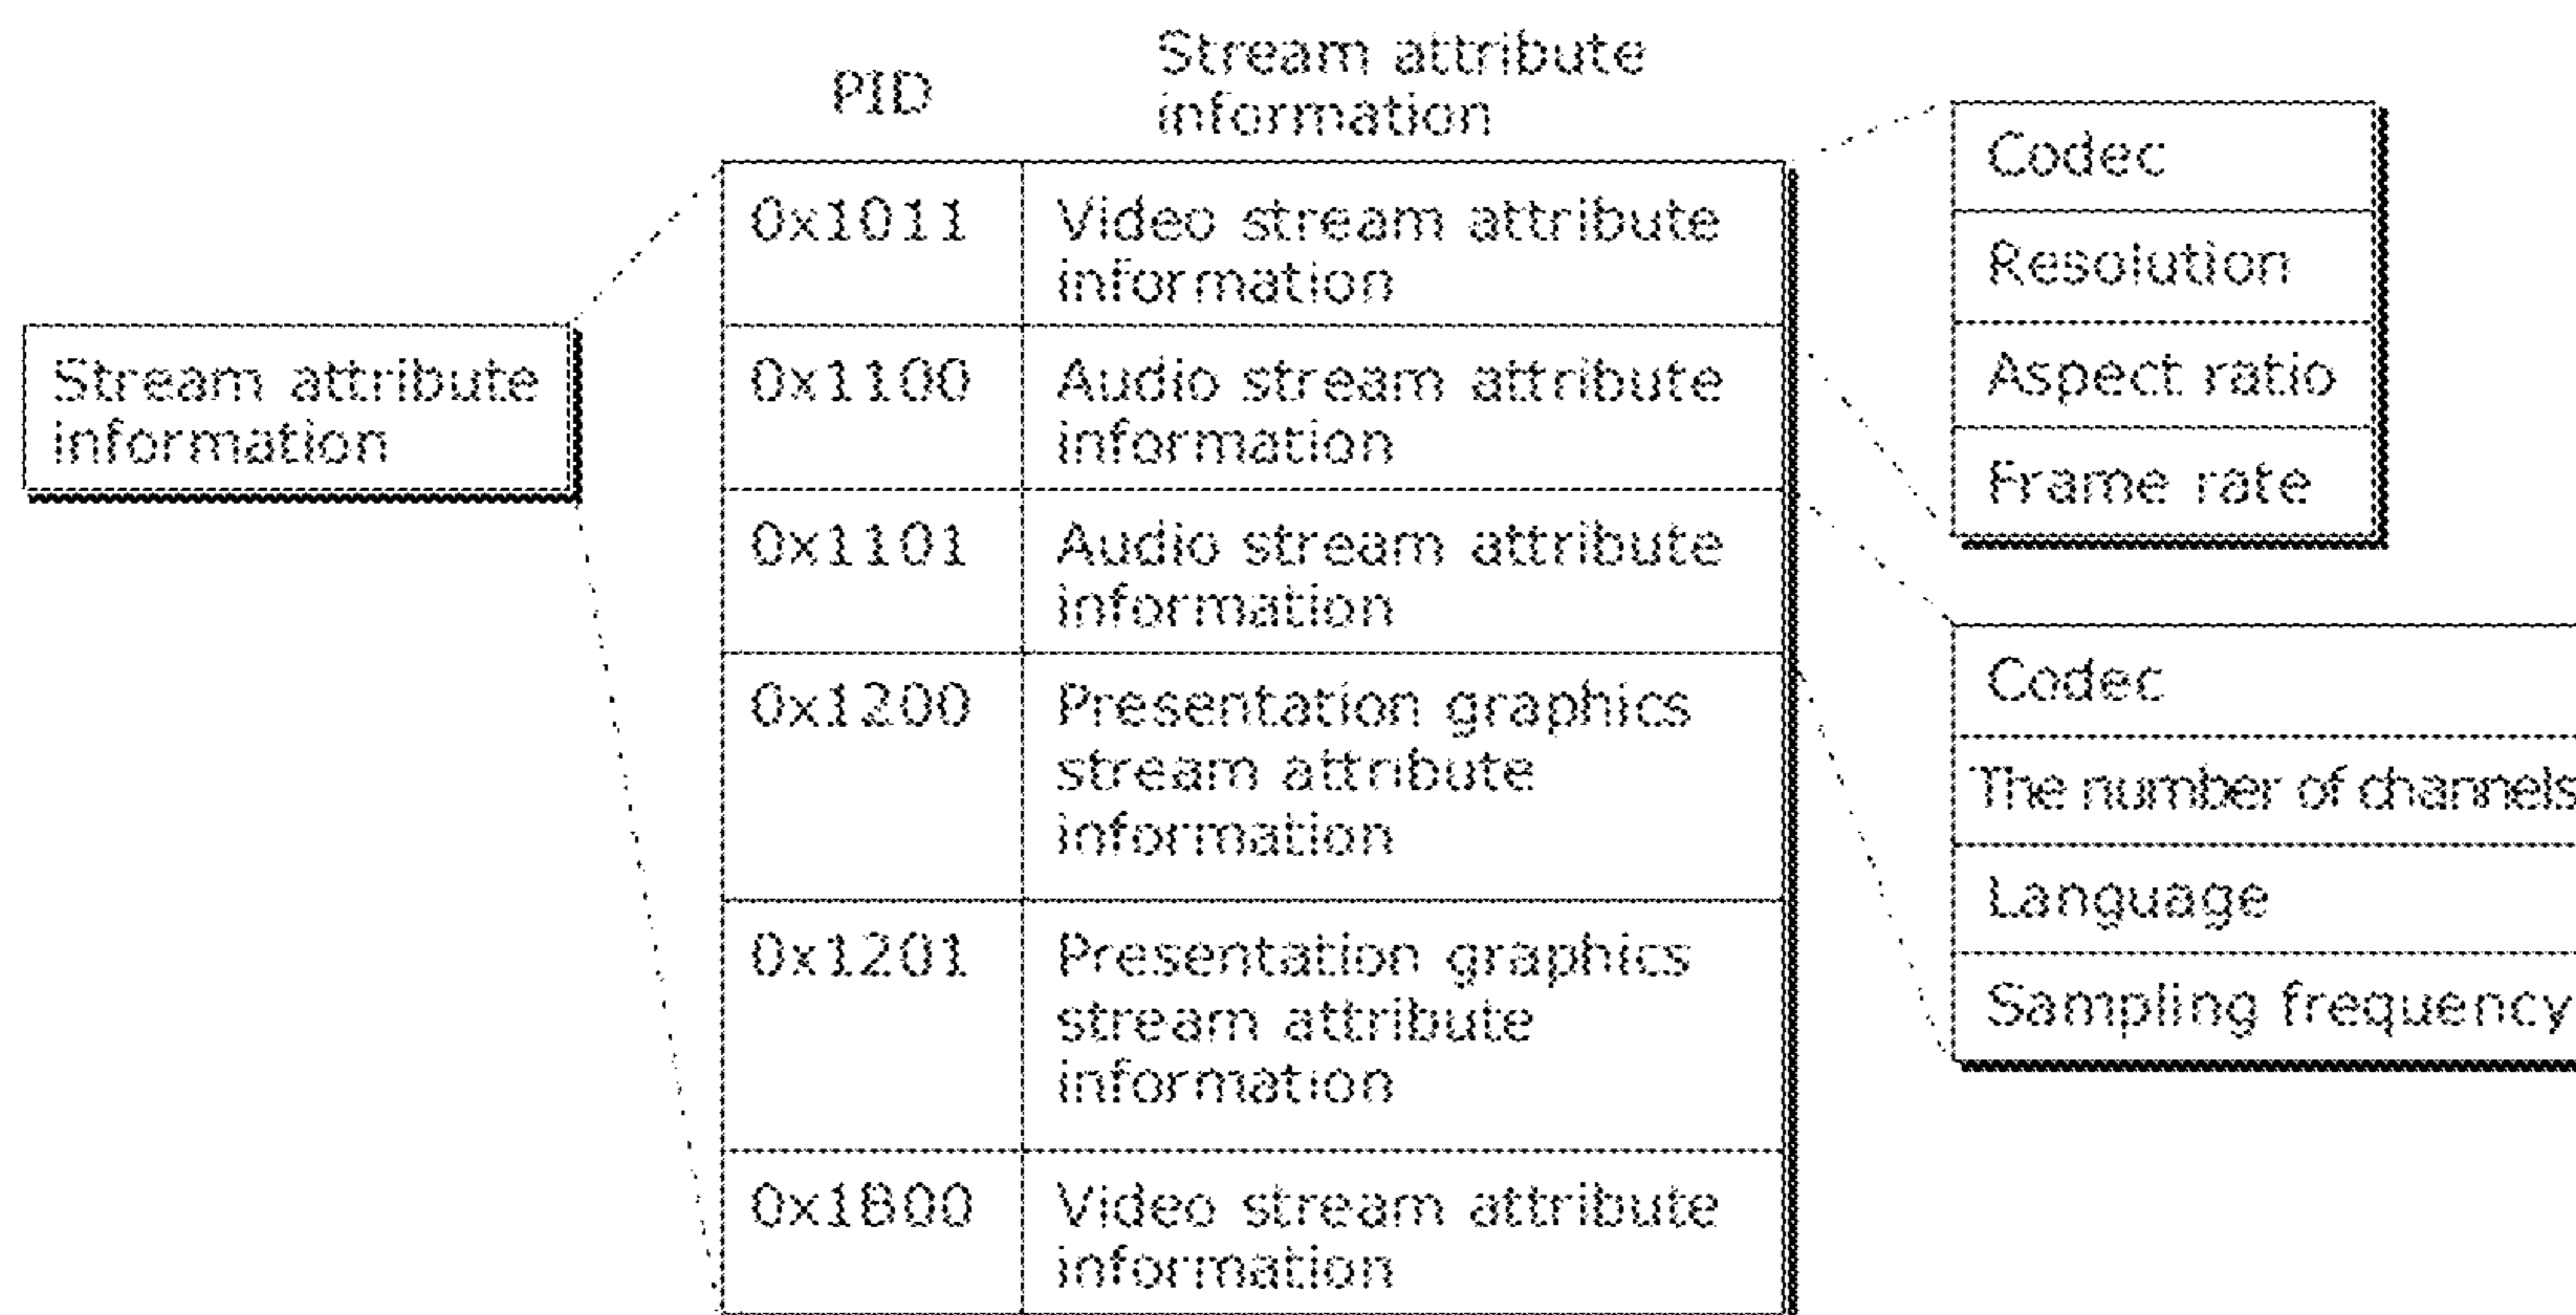 PID
Stream attribute
information
Stream attribute
information
0x1011
Video stream attribute
information
0x1100
Audio stream attribute
information
0x1101
Audio stream attribute
information
0x1200
Presentation graphics
stream attribute
information
0x1201
Presentation graphics
stream attribute
information
0x1B00
Video stream attribute
information
Codec
Resolution
Aspect ratio
Frame rate
Codec
The number of channels
Language
Sampling frequency